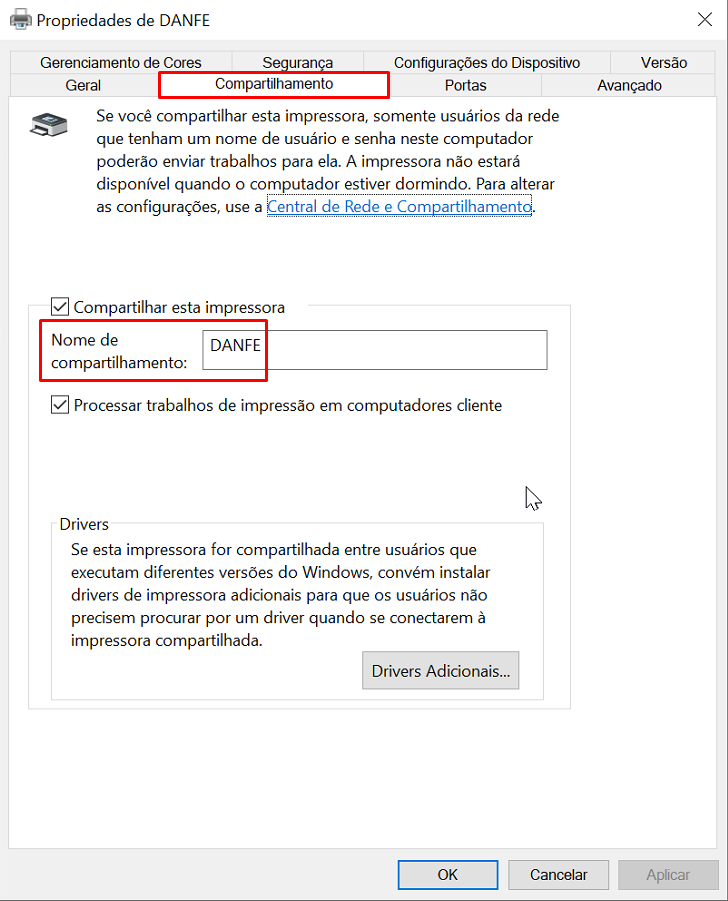 Propriedades de DANFE
Gerenciamento de Cores Segurança Configurações do Dispositivo Versão
Geral Compartilhamento Portas Avançado
Se você compartilhar esta impressora, somente usuários da rede
que tenham um nome de usuário e senha neste computador
poderão enviar trabalhos para ela. A impressora não estará
disponível quando o computador estiver dormindo. Para alterar
as configurações, use a Central de Rede e Compartilhamento.
Compartilhar esta impressora
Nome de
compartilhamento:
DANFE
Processar trabalhos de impressão em computadores cliente
Drivers
Se esta impressora for compartilhada entre usuários que
executam diferentes versões do Windows, convém instalar
drivers de impressora adicionais para que os usuários não
precisem procurar por um driver quando se conectarem à
impressora compartilhada.
Drivers Adicionais...
OK Cancelar Aplicar